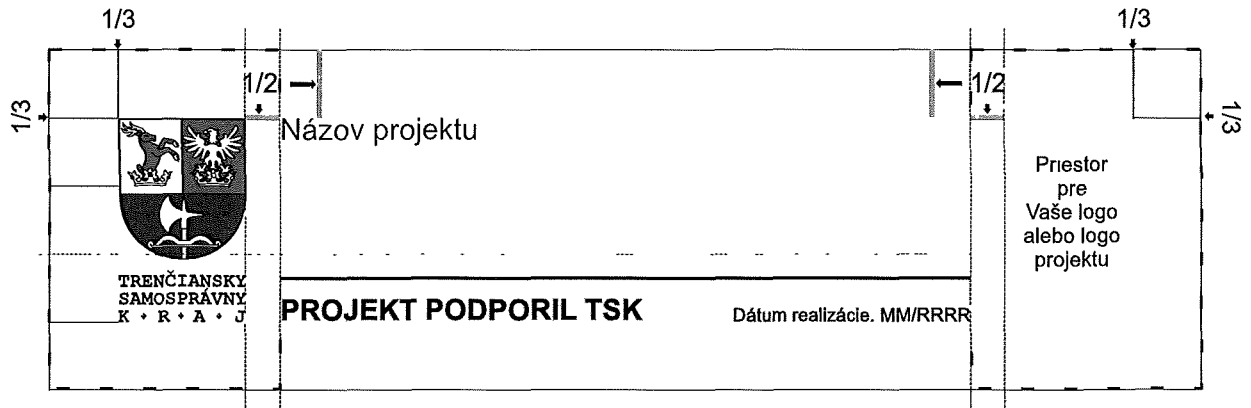 1/3
1/3
1/2
1/2
1/3
1/3
Názov projektu
Priestor
pre
Vaše logo
alebo logo
projektu
TRENČIANSKY
SAMOSPRÁVNY
K • R • A • J
PROJEKT PODPORIL TSK
Dátum realizácie. MM/RRRR